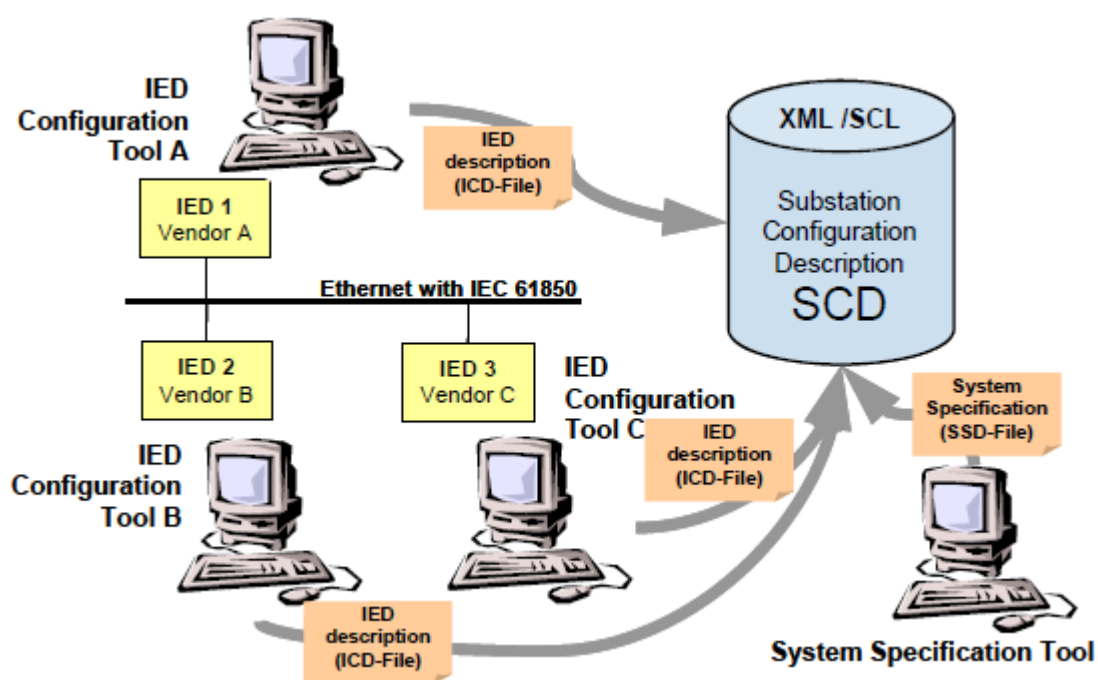 IED
Configuration
Tool A
IED
description
(ICD-File)
XML /SCL
Substation
Configuration
Description
SCD
IED 1
Vendor A
Ethernet with IEC 61850
IED 2
Vendor B
IED 3
Vendor C
IED
Configuration
Tool C
IED
description
(ICD-File)
System
Specification
(SSD-File)
IED
Configuration
Tool B
IED
description
(ICD-File)
System Specification Tool